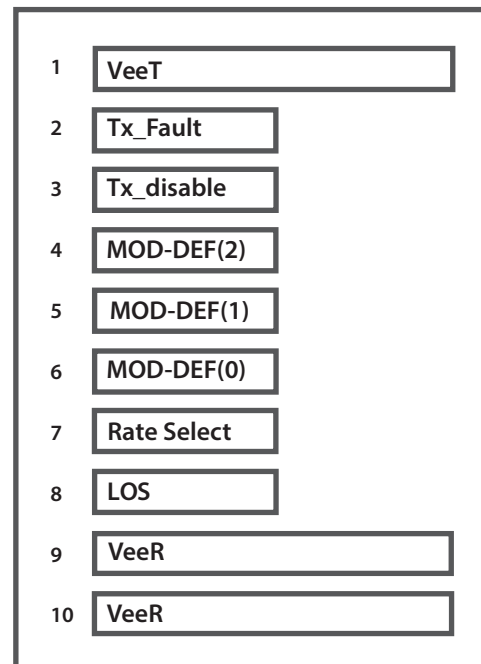 1 VeeT
2 Tx_Fault
3 Tx_disable
4 MOD-DEF(2)
5 MOD-DEF(1)
6 MOD-DEF(0)
7 Rate Select
8 LOS
9 VeeR
10 VeeR